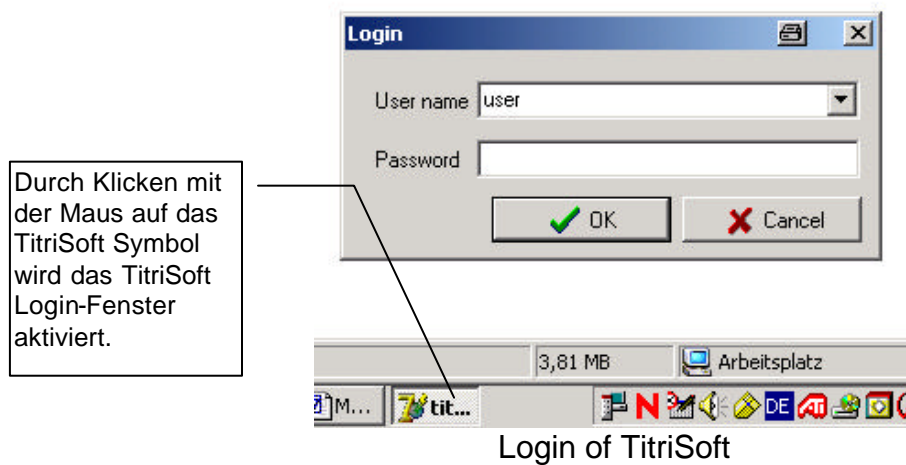 Login
User name user
Password
OK Cancel
Durch Klicken mit
der Maus auf das
TitriSoft Symbol
wird das TitriSoft
Login-Fenster
aktiviert.
3,81 MB Arbeitsplatz
M... tit... N DE
Login of TitriSoft